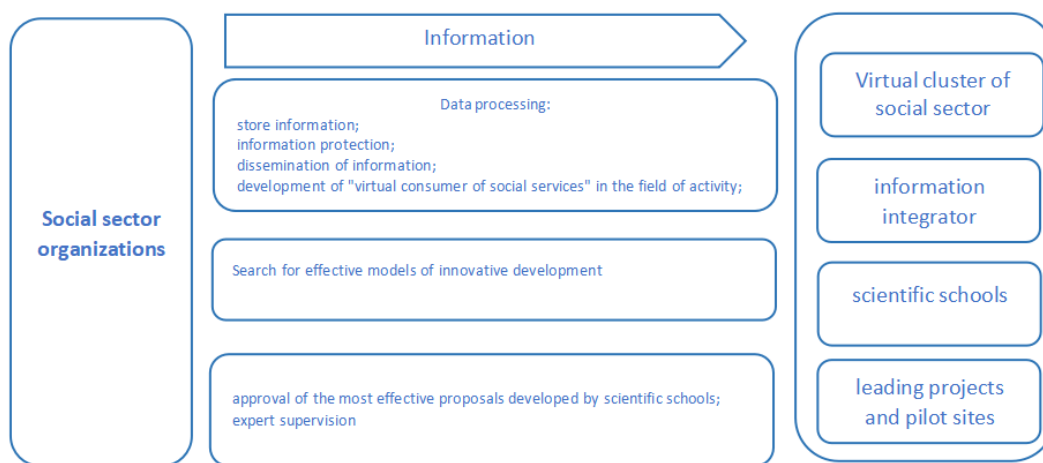 Social sector
organizations
Information
Data processing:
store information;
information protection;
dissemination of information;
development of "virtual consumer of social services" in the field of activity;
Search for effective models of innovative development
approval of the most effective proposals developed by scientific schools;
expert supervision
Virtual cluster of
social sector
information
integrator
scientific schools
leading projects
and pilot sites